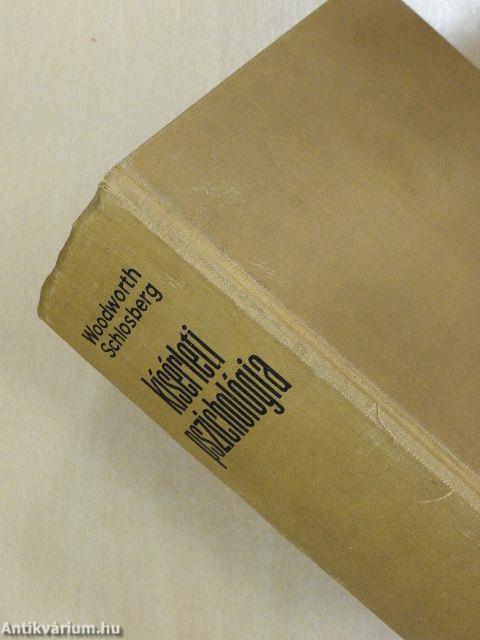 Woodworth
Schlosberg
kísérleti
pszichológia
Antikvárium.hu